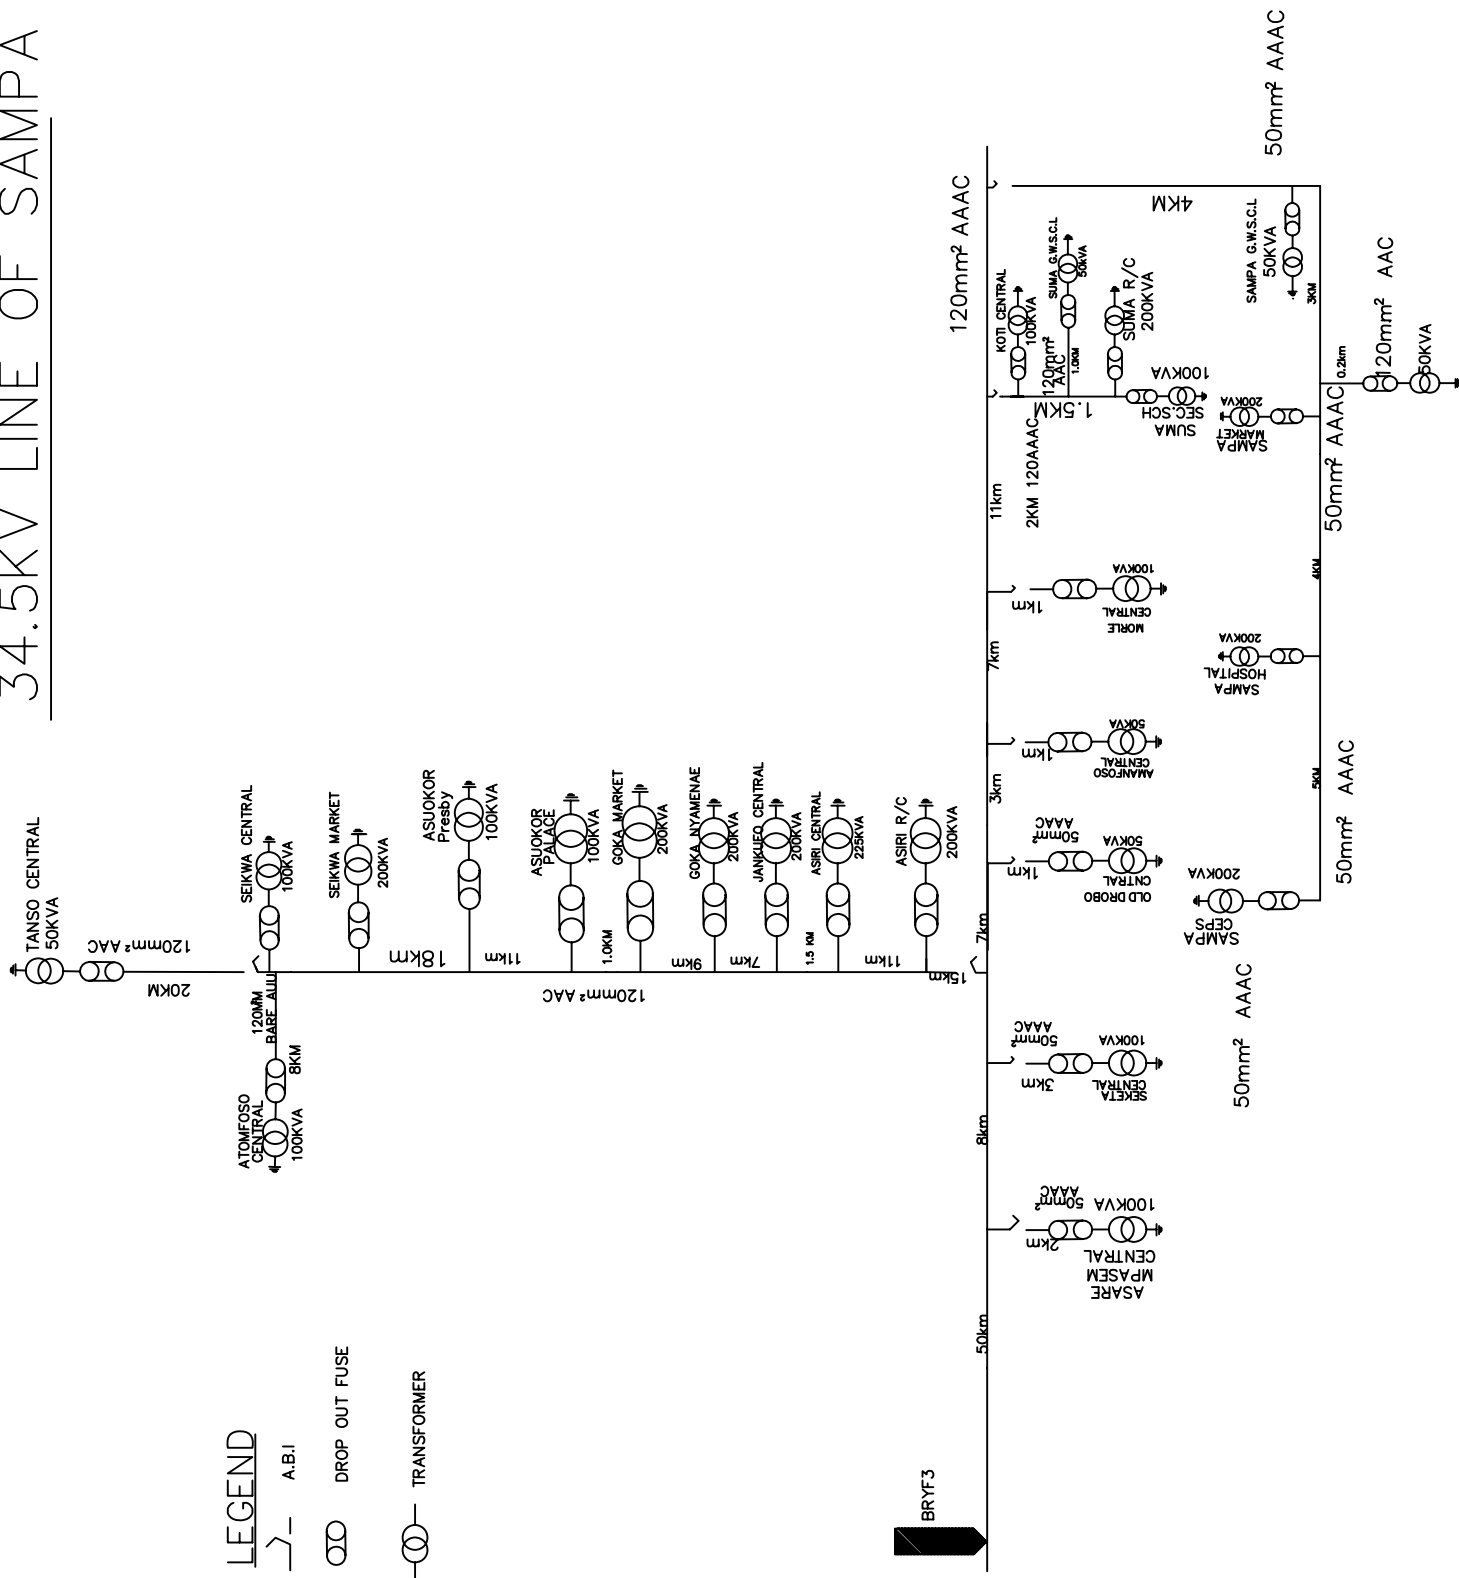 34.5KV LINE OF SAMPA
TANSO CENTRAL
50KVA
120mm² AAC
20KM
SEIKWA CENTRAL
100KVA
120MM²
BARE
8KM
ATOMFOSO
CENTRAL
100KVA
SEIKWA MARKET
200KVA
18km
ASUOKOR
Presby
100KVA
11km
ASUOKOR
PALACE
100KVA
1.0KM
GOKA MARKET
200KVA
120mm² AAC
9km
GOKA NYAMENAE
200KVA
7km
JANKUFO CENTRAL
200KVA
1.5 KM
ASIRI CENTRAL
225KVA
11km
ASIRI R/C
200KVA
15km
LEGEND
A.B.I
DROP OUT FUSE
TRANSFORMER
BRYF3
50km
2km
50mm²
AAAC
100KVA
ASARE
MPASEM
CENTRAL
8km
3km
50mm²
AAAC
100KVA
SEKETA
CENTRAL
7km
1km
50mm²
AAAC
50KVA
OLD DROBO
CNTRAL
3km
1km
50KVA
AMANFOSO
CENTRAL
7km
1km
100KVA
MORLE
CENTRAL
11km
2KM 120AAAC
120mm² AAAC
KOTI CENTRAL
100KVA
120mm²
AAC
1.5KM
SUMA G.W.S.C.L
50KVA
1.0KM
SUMA R/C
200KVA
SUMA
SEC.SCH
100KVA
4KM
50mm² AAAC
SAMPA G.W.S.C.L
50KVA
3KM
0.2km
120mm² AAC
50KVA
SAMPA
MARKET
200KVA
50mm² AAAC
4KM
SAMPA
HOSPITAL
200KVA
5KM
50mm² AAAC
SAMPA
CEPS
200KVA
50mm² AAAC